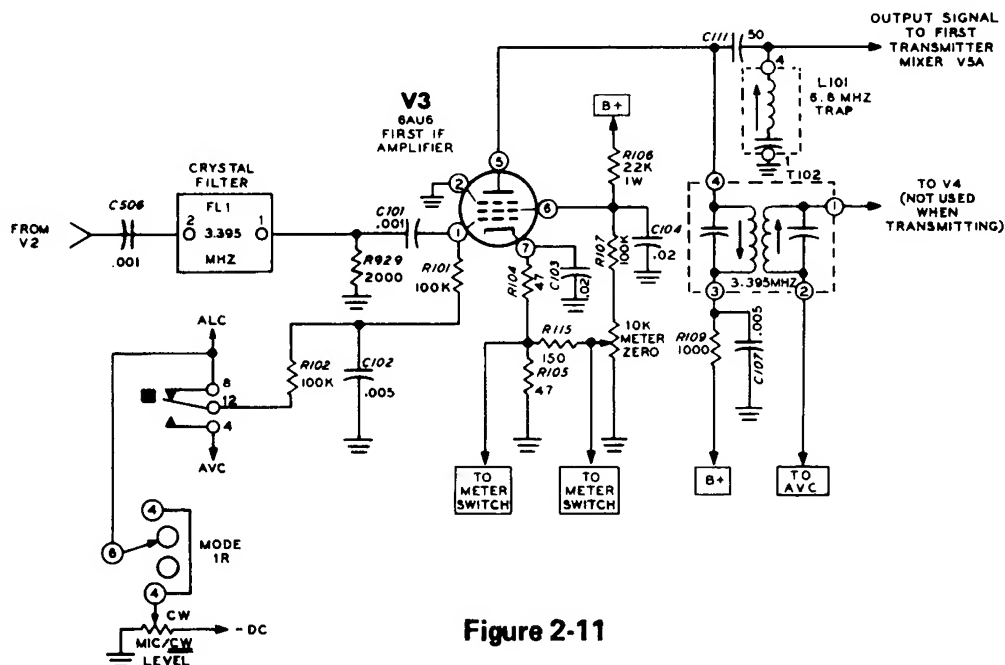 OUTPUT SIGNAL
TO FIRST
TRANSMITTER
MIXER V5A
C111
50
4
L101
6.8 MHZ
TRAP
1
V3
6AU6
FIRST IF
AMPLIFIER
B+
R106
22K
1W
5
2
6
1
7
CRYSTAL
FILTER
FL1
2
1
3.395
MHZ
C506
.001
FROM
V2
C101
.001
R929
2000
R101
100K
R104
47
C103
.02
R107
100K
C104
.02
T102
4
1
TO V4
(NOT USED
WHEN
TRANSMITTING)
3.395MHZ
3
2
R109
1000
.005
C107
R115
150
R105
47
10K
METER
ZERO
R102
100K
C102
.005
ALC
8
12
4
AVC
TO
METER
SWITCH
TO
METER
SWITCH
B+
TO
AVC
4
6
MODE
1R
4
CW
- DC
MIC/CW
LEVEL
Figure 2-11